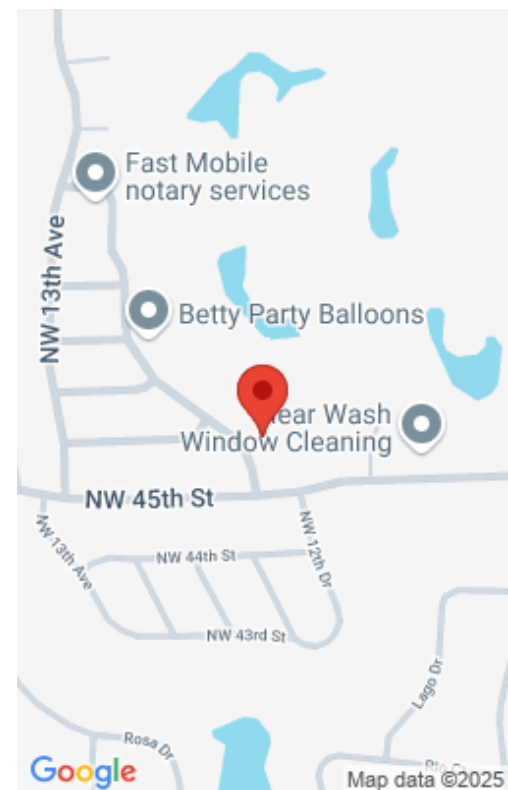 Fast Mobile
notary services
NW 13th Ave
Betty Party Balloons
Wash
Window Cleaning
NW 45th St
NW 13th Ave
NW 12th Dr
NW 44th St
NW 43rd St
Lago Dr
Rosa Dr
Google
Map data ©2025